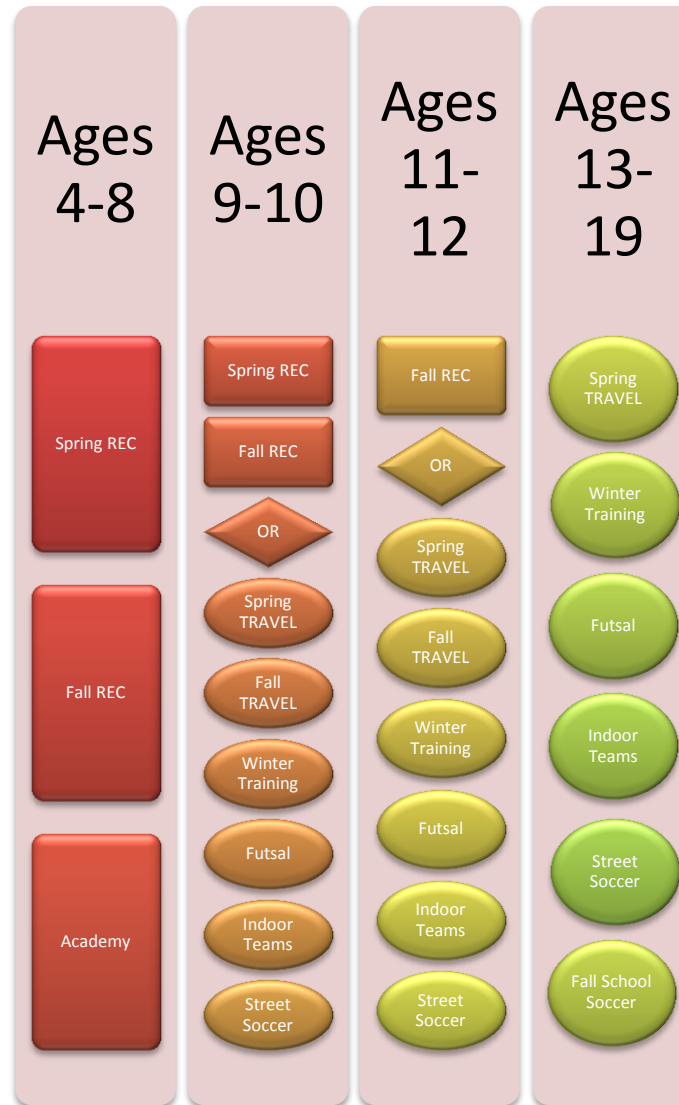 Ages
4-8
Spring REC
Fall REC
Academy
Ages
9-10
Spring REC
Fall REC
OR
Spring
TRAVEL
Fall
TRAVEL
Winter
Training
Futsal
Indoor
Teams
Street
Soccer
Ages
11-
12
Fall REC
OR
Spring
TRAVEL
Fall
TRAVEL
Winter
Training
Futsal
Indoor
Teams
Street
Soccer
Ages
13-
19
Spring
TRAVEL
Winter
Training
Futsal
Indoor
Teams
Street
Soccer
Fall School
Soccer